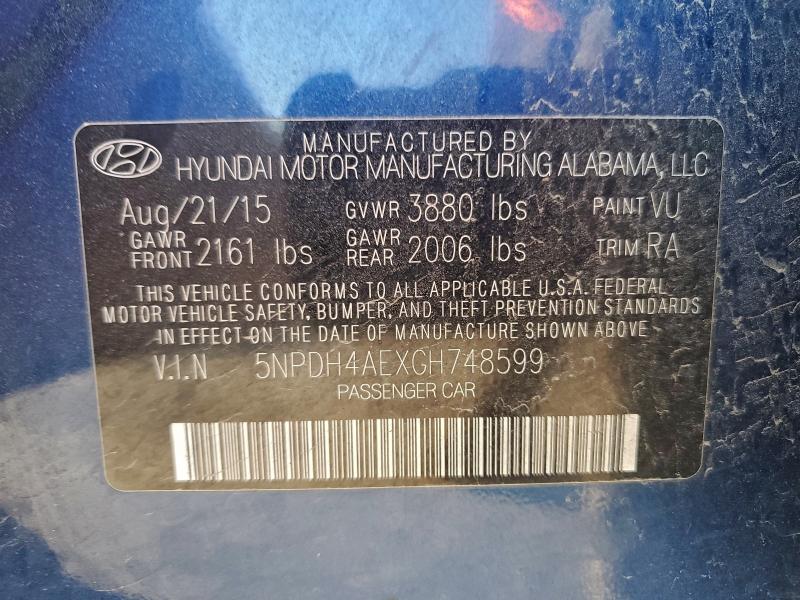 MANUFACTURED BY
HYUNDAI MOTOR MANUFACTURING ALABAMA, LLC
Aug/21/15 GVWR 3880 lbs PAINT VU
GAWR FRONT 2161 lbs GAWR REAR 2006 lbs TRIM RA
THIS VEHICLE CONFORMS TO ALL APPLICABLE U.S.A. FEDERAL
MOTOR VEHICLE SAFETY, BUMPER, AND THEFT PREVENTION STANDARDS
IN EFFECT ON THE DATE OF MANUFACTURE SHOWN ABOVE
V.I.N 5NPDH4AEXGH748599
PASSENGER CAR